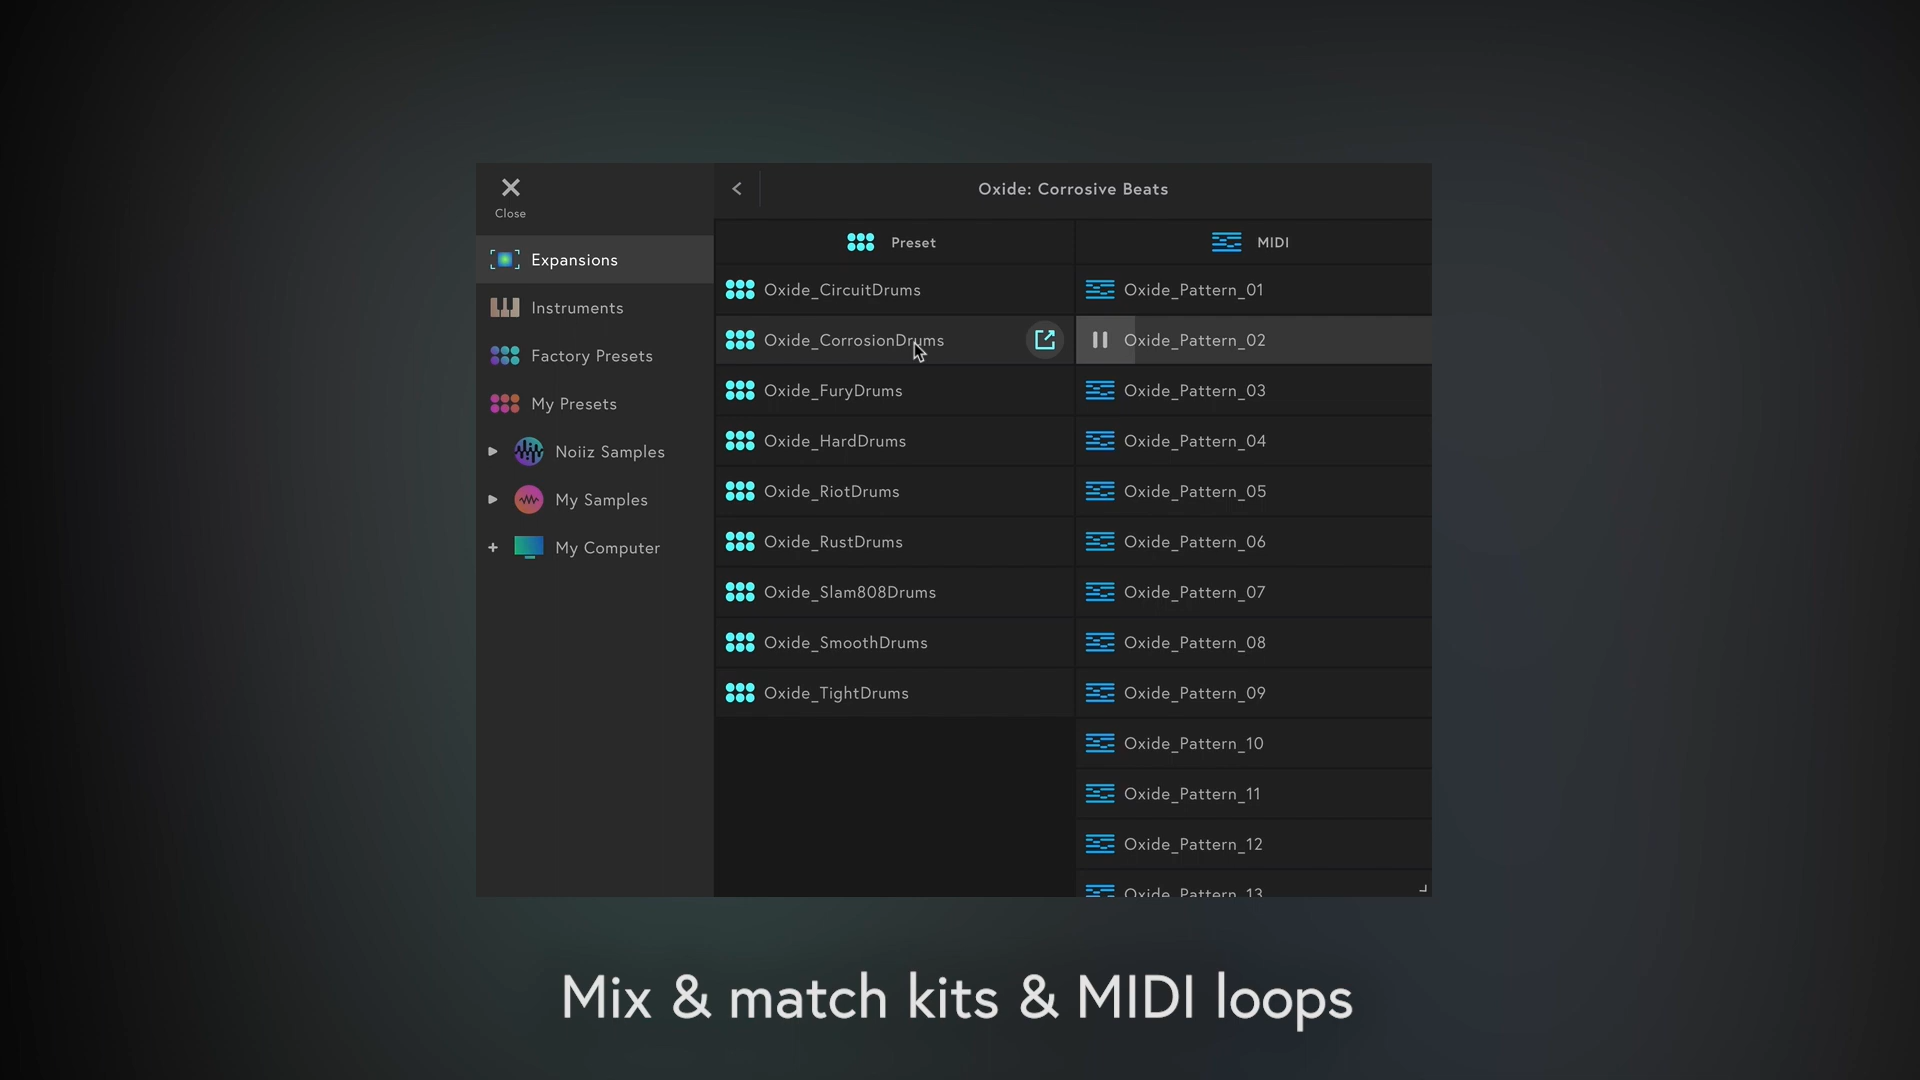 Close
Expansions
Instruments
Factory Presets
My Presets
Noiiz Samples
My Samples
My Computer
Oxide: Corrosive Beats
Preset
MIDI
Oxide_CircuitDrums
Oxide_CorrosionDrums
Oxide_FuryDrums
Oxide_HardDrums
Oxide_RiotDrums
Oxide_RustDrums
Oxide_Slam808Drums
Oxide_SmoothDrums
Oxide_TightDrums
Oxide_Pattern_01
Oxide_Pattern_02
Oxide_Pattern_03
Oxide_Pattern_04
Oxide_Pattern_05
Oxide_Pattern_06
Oxide_Pattern_07
Oxide_Pattern_08
Oxide_Pattern_09
Oxide_Pattern_10
Oxide_Pattern_11
Oxide_Pattern_12
Oxide_Pattern_13
Mix & match kits & MIDI loops